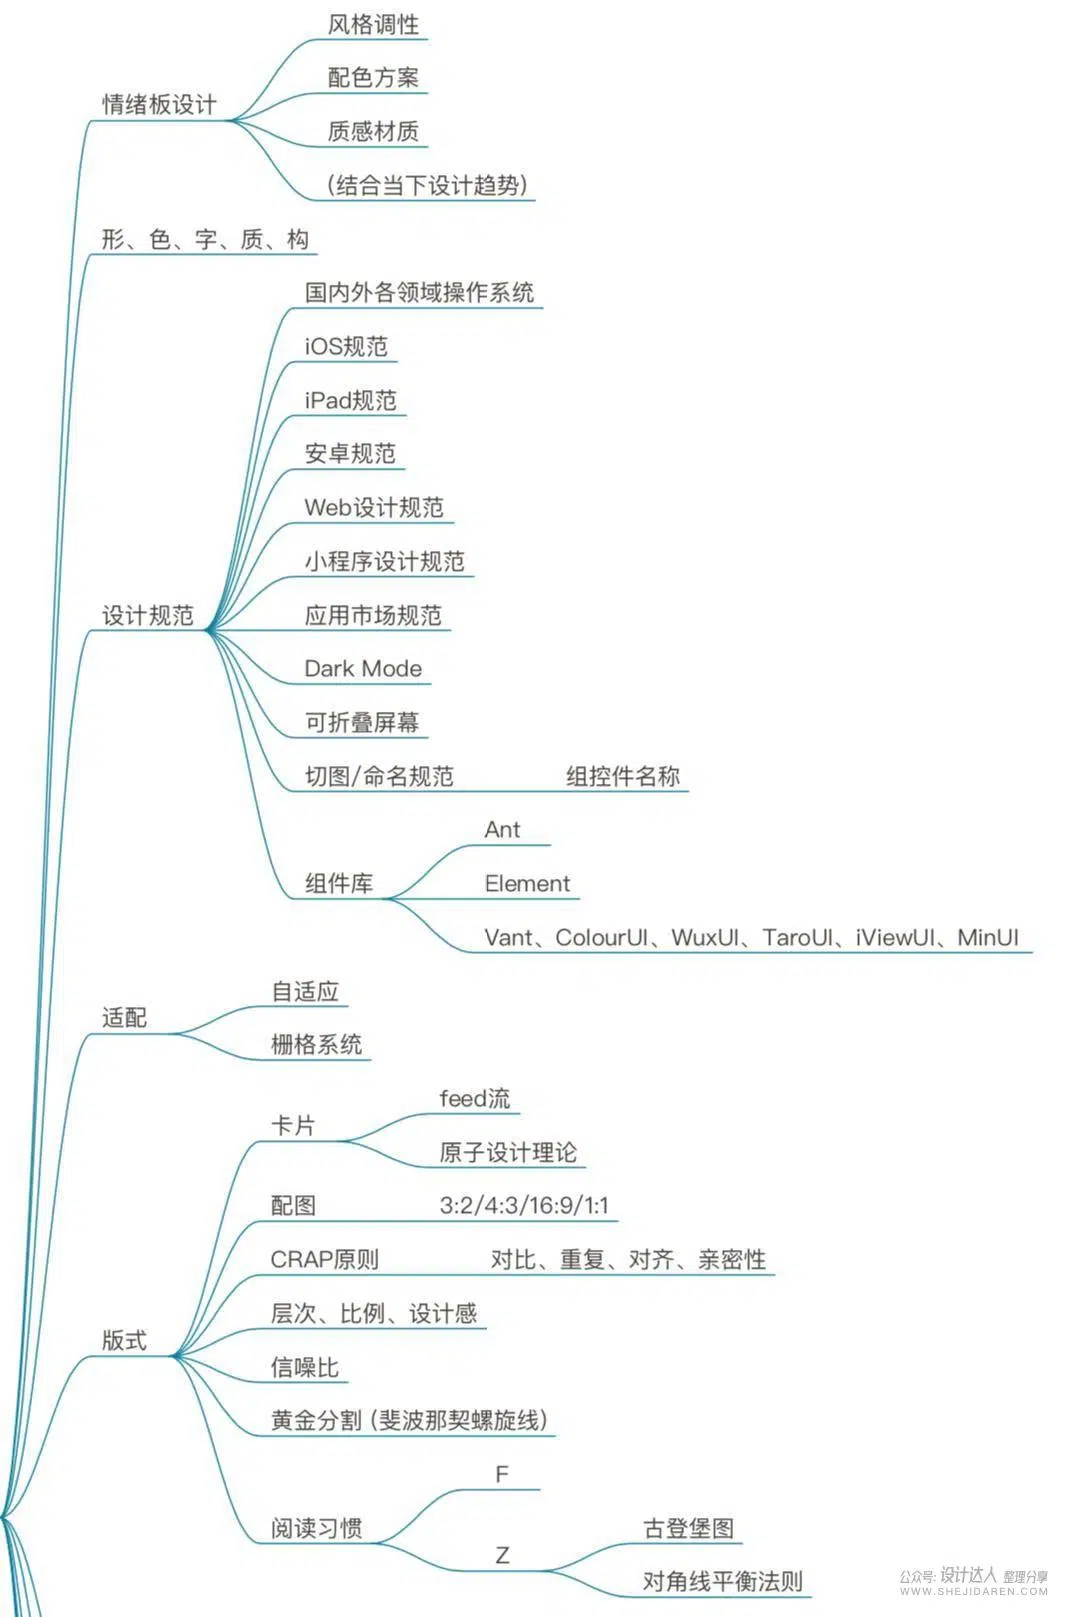 风格调性
配色方案
情绪板设计
质感材质
（结合当下设计趋势）
形、色、字、质、构
国内外各领域操作系统
iOS规范
iPad规范
安卓规范
Web设计规范
小程序设计规范
设计规范
应用市场规范
Dark Mode
可折叠屏幕
切图/命名规范 组控件名称
Ant
组件库
Element
Vant、ColourUI、WuxUI、TaroUI、iViewUI、MinUI
自适应
适配
栅格系统
feed流
卡片
原子设计理论
配图 3:2/4:3/16:9/1:1
CRAP原则 对比、重复、对齐、亲密性
层次、比例、设计感
版式
信噪比
黄金分割（斐波那契螺旋线）
F
阅读习惯
古登堡图
Z
对角线平衡法则
公众号: 设计达人 整理分享
WWW.SHEJIDAREN.COM